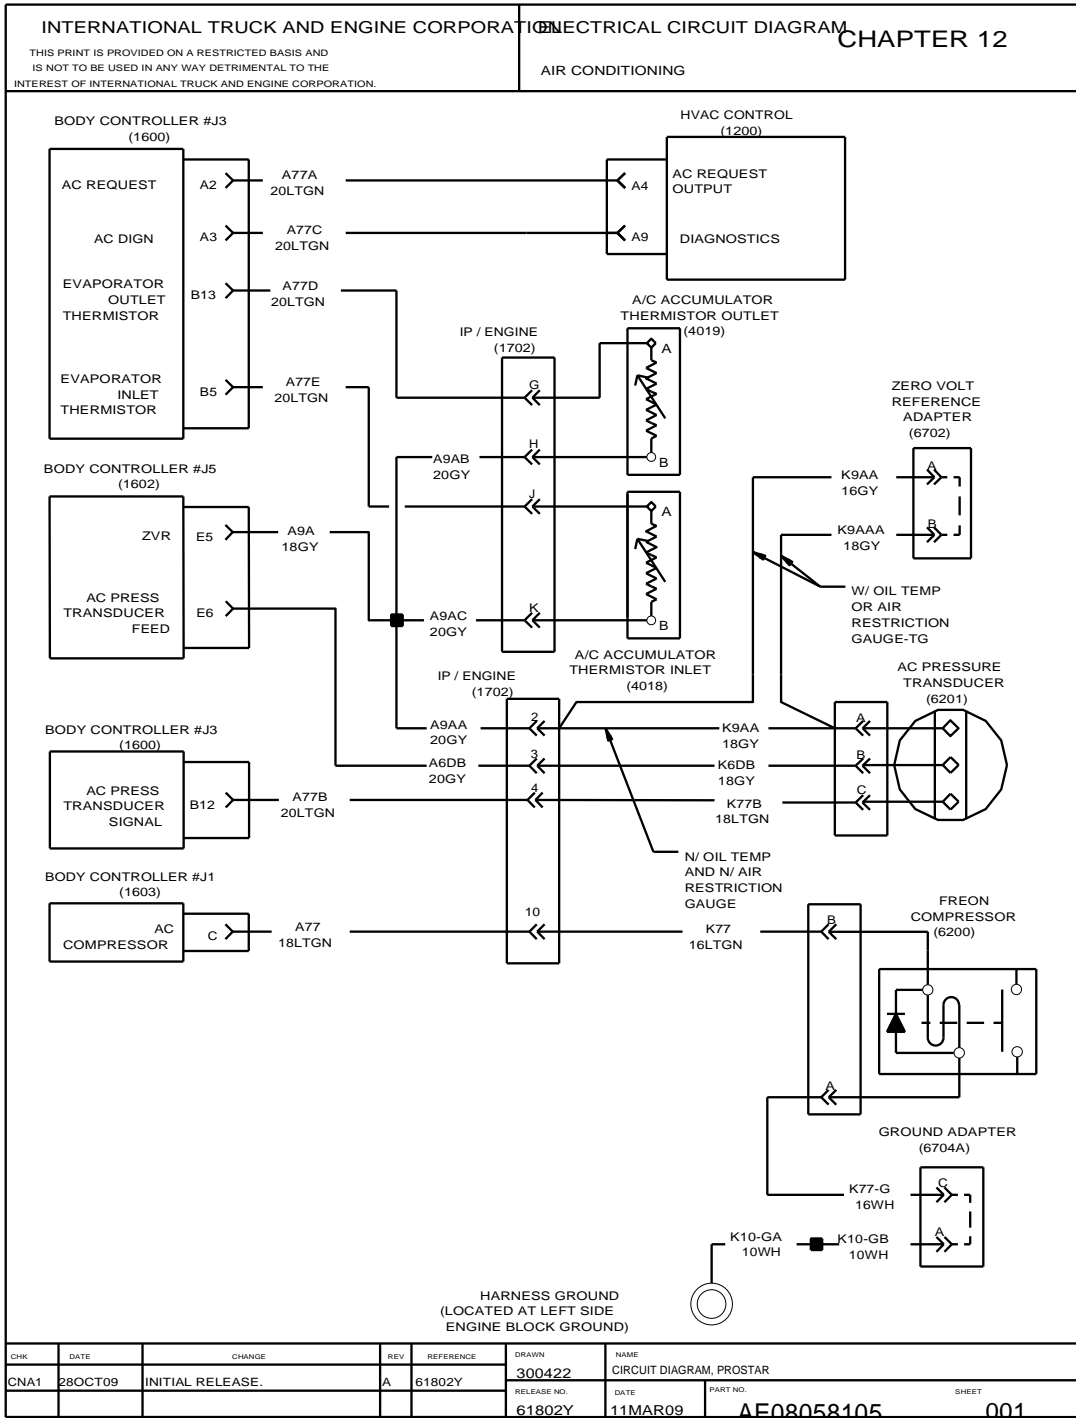 INTERNATIONAL TRUCK AND ENGINE CORPORATION
ELECTRICAL CIRCUIT DIAGRAM
CHAPTER 12
THIS PRINT IS PROVIDED ON A RESTRICTED BASIS AND
IS NOT TO BE USED IN ANY WAY DETRIMENTAL TO THE
INTEREST OF INTERNATIONAL TRUCK AND ENGINE CORPORATION.
AIR CONDITIONING
BODY CONTROLLER #J3
(1600)
AC REQUEST
A2
A77A
20LTGN
AC DIGN
A3
A77C
20LTGN
EVAPORATOR
OUTLET
THERMISTOR
B13
A77D
20LTGN
EVAPORATOR
INLET
THERMISTOR
B5
A77E
20LTGN
HVAC CONTROL
(1200)
A4
AC REQUEST
OUTPUT
A9
DIAGNOSTICS
A/C ACCUMULATOR
THERMISTOR OUTLET
(4019)
A
B
IP / ENGINE
(1702)
G
H
J
K
A9AB
20GY
ZERO VOLT
REFERENCE
ADAPTER
(6702)
A
B
K9AA
16GY
K9AAA
18GY
W/ OIL TEMP
OR AIR
RESTRICTION
GAUGE-TG
BODY CONTROLLER #J5
(1602)
ZVR
E5
A9A
18GY
AC PRESS
TRANSDUCER
FEED
E6
A9AC
20GY
A
B
A/C ACCUMULATOR
THERMISTOR INLET
(4018)
IP / ENGINE
(1702)
2
3
4
10
A9AA
20GY
A6DB
20GY
K9AA
18GY
K6DB
18GY
K77B
18LTGN
AC PRESSURE
TRANSDUCER
(6201)
A
B
C
BODY CONTROLLER #J3
(1600)
AC PRESS
TRANSDUCER
SIGNAL
B12
A77B
20LTGN
N/ OIL TEMP
AND N/ AIR
RESTRICTION
GAUGE
BODY CONTROLLER #J1
(1603)
AC
COMPRESSOR
C
A77
18LTGN
K77
16LTGN
FREON
COMPRESSOR
(6200)
B
A
GROUND ADAPTER
(6704A)
C
A
K77-G
16WH
K10-GA
10WH
K10-GB
10WH
HARNESS GROUND
(LOCATED AT LEFT SIDE
ENGINE BLOCK GROUND)
CHK DATE CHANGE REV REFERENCE
CNA1 28OCT09 INITIAL RELEASE. A 61802Y
DRAWN
300422
NAME
CIRCUIT DIAGRAM, PROSTAR
RELEASE NO.
61802Y
DATE
11MAR09
PART NO.
AE08058105
SHEET
001